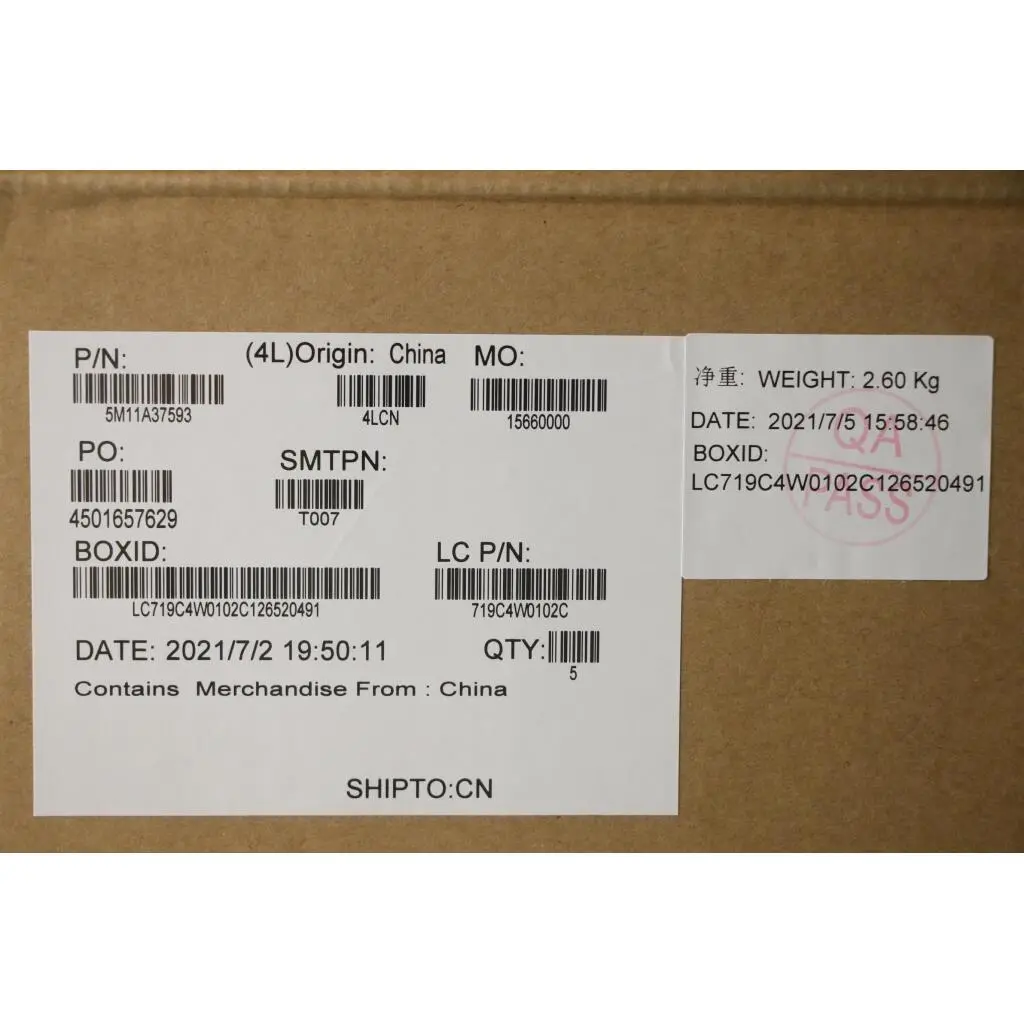 P/N:
5M11A37593
(4L)Origin: China
4LCN
MO:
15660000
PO:
4501657629
SMTPN:
T007
BOXID:
LC719C4W0102C126520491
LC P/N:
719C4W0102C
DATE: 2021/7/2 19:50:11
QTY:
5
Contains Merchandise From : China
SHIPTO:CN
净重: WEIGHT: 2.60 Kg
DATE: 2021/7/5 15:58:46
BOXID:
LC719C4W0102C126520491
QA
PASS